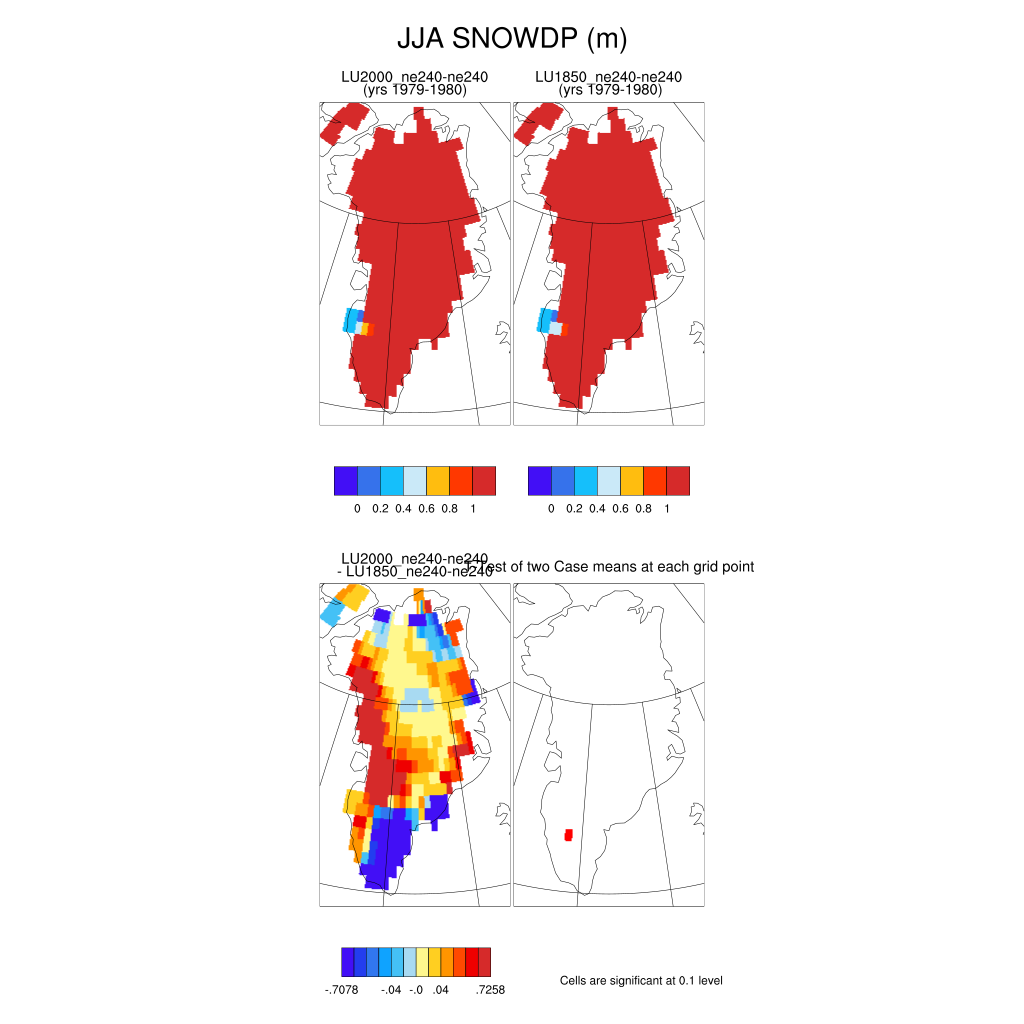 JJA SNOWDP (m)
LU2000_ne240-ne240
(yrs 1979-1980)
LU1850_ne240-ne240
(yrs 1979-1980)
0 0.2 0.4 0.6 0.8 1
0 0.2 0.4 0.6 0.8 1
LU2000_ne240-ne240
- LU1850_ne240-ne240
T-Test of two Case means at each grid point
-.7078 -.04 -.0 .04 .7258
Cells are significant at 0.1 level